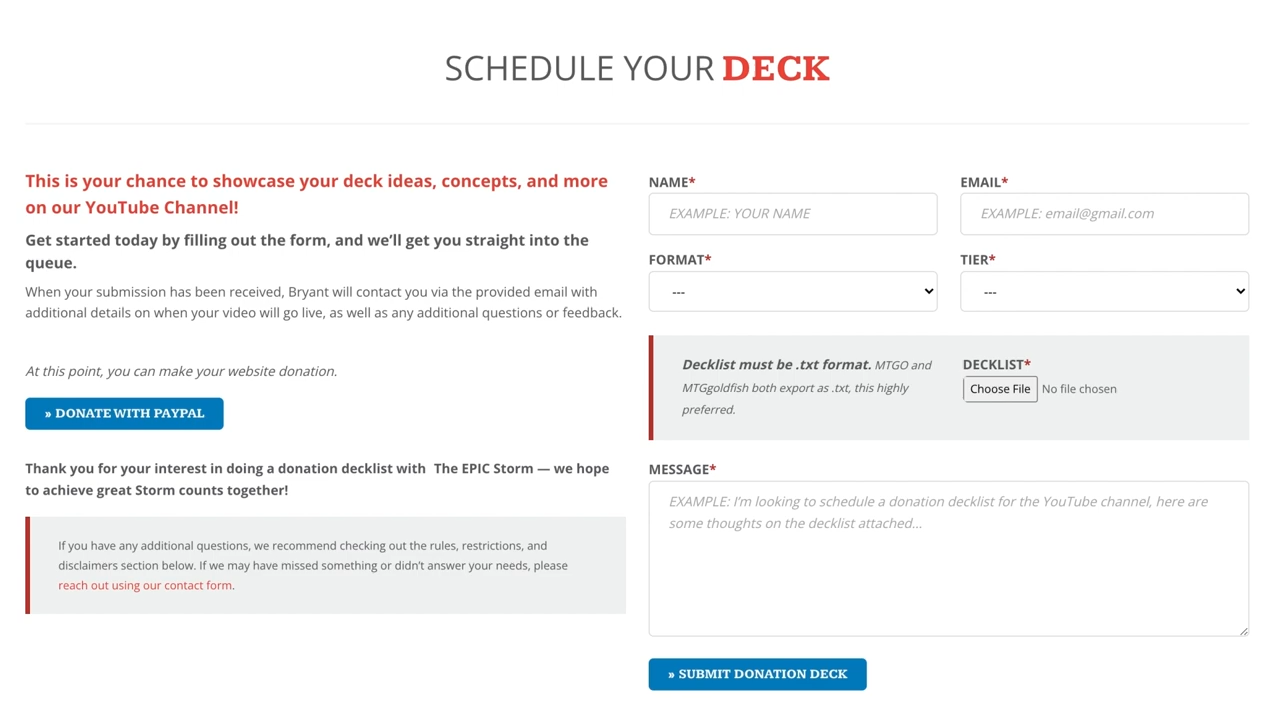 SCHEDULE YOUR DECK
This is your chance to showcase your deck ideas, concepts, and more
on our YouTube Channel!
Get started today by filling out the form, and we’ll get you straight into the
queue.
When your submission has been received, Bryant will contact you via the provided email with
additional details on when your video will go live, as well as any additional questions or feedback.
At this point, you can make your website donation.
» DONATE WITH PAYPAL
Thank you for your interest in doing a donation decklist with The EPIC Storm — we hope
to achieve great Storm counts together!
If you have any additional questions, we recommend checking out the rules, restrictions, and
disclaimers section below. If we may have missed something or didn’t answer your needs, please
reach out using our contact form.
NAME*
EXAMPLE: YOUR NAME
EMAIL*
EXAMPLE: email@gmail.com
FORMAT*
---
TIER*
---
Decklist must be .txt format. MTGO and
MTGgoldfish both export as .txt, this highly
preferred.
DECKLIST*
Choose File No file chosen
MESSAGE*
EXAMPLE: I’m looking to schedule a donation decklist for the YouTube channel, here are
some thoughts on the decklist attached...
» SUBMIT DONATION DECK